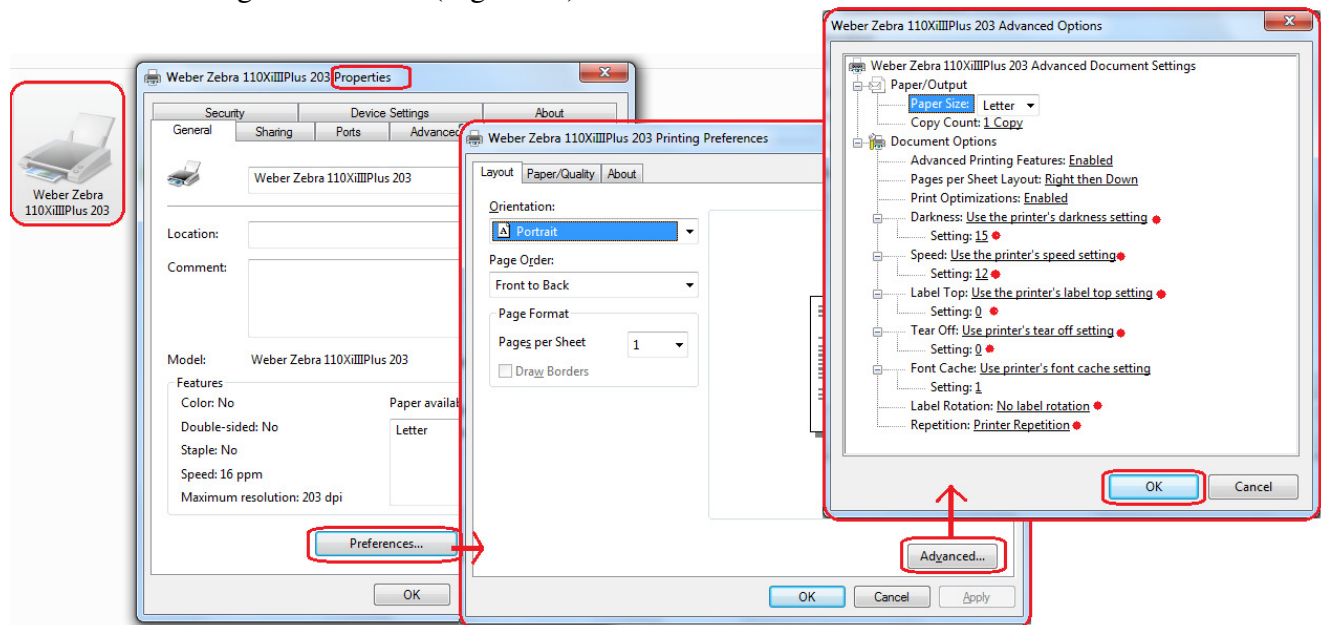 Weber Zebra
110XiIIIPlus 203
Weber Zebra 110XiIIIPlus 203 Properties
Security
Device Settings
About
General
Sharing
Ports
Advanced
Weber Zebra 110XiIIIPlus 203
Location:
Comment:
Model:
Weber Zebra 110XiIIIPlus 203
Features
Color: No
Double-sided: No
Staple: No
Speed: 16 ppm
Maximum resolution: 203 dpi
Paper availab
Letter
Preferences...
OK
Weber Zebra 110XiIIIPlus 203 Printing Preferences
Layout
Paper/Quality
About
Orientation:
Portrait
Page Order:
Front to Back
Page Format
Pages per Sheet
1
Draw Borders
Advanced...
OK
Cancel
Apply
Weber Zebra 110XiIIIPlus 203 Advanced Options
Weber Zebra 110XiIIIPlus 203 Advanced Document Settings
Paper/Output
Paper Size: Letter
Copy Count: 1 Copy
Document Options
Advanced Printing Features: Enabled
Pages per Sheet Layout: Right then Down
Print Optimizations: Enabled
Darkness: Use the printer's darkness setting
Setting: 15
Speed: Use the printer's speed setting
Setting: 12
Label Top: Use the printer's label top setting
Setting: 0
Tear Off: Use printer's tear off setting
Setting: 0
Font Cache: Use printer's font cache setting
Setting: 1
Label Rotation: No label rotation
Repetition: Printer Repetition
OK
Cancel